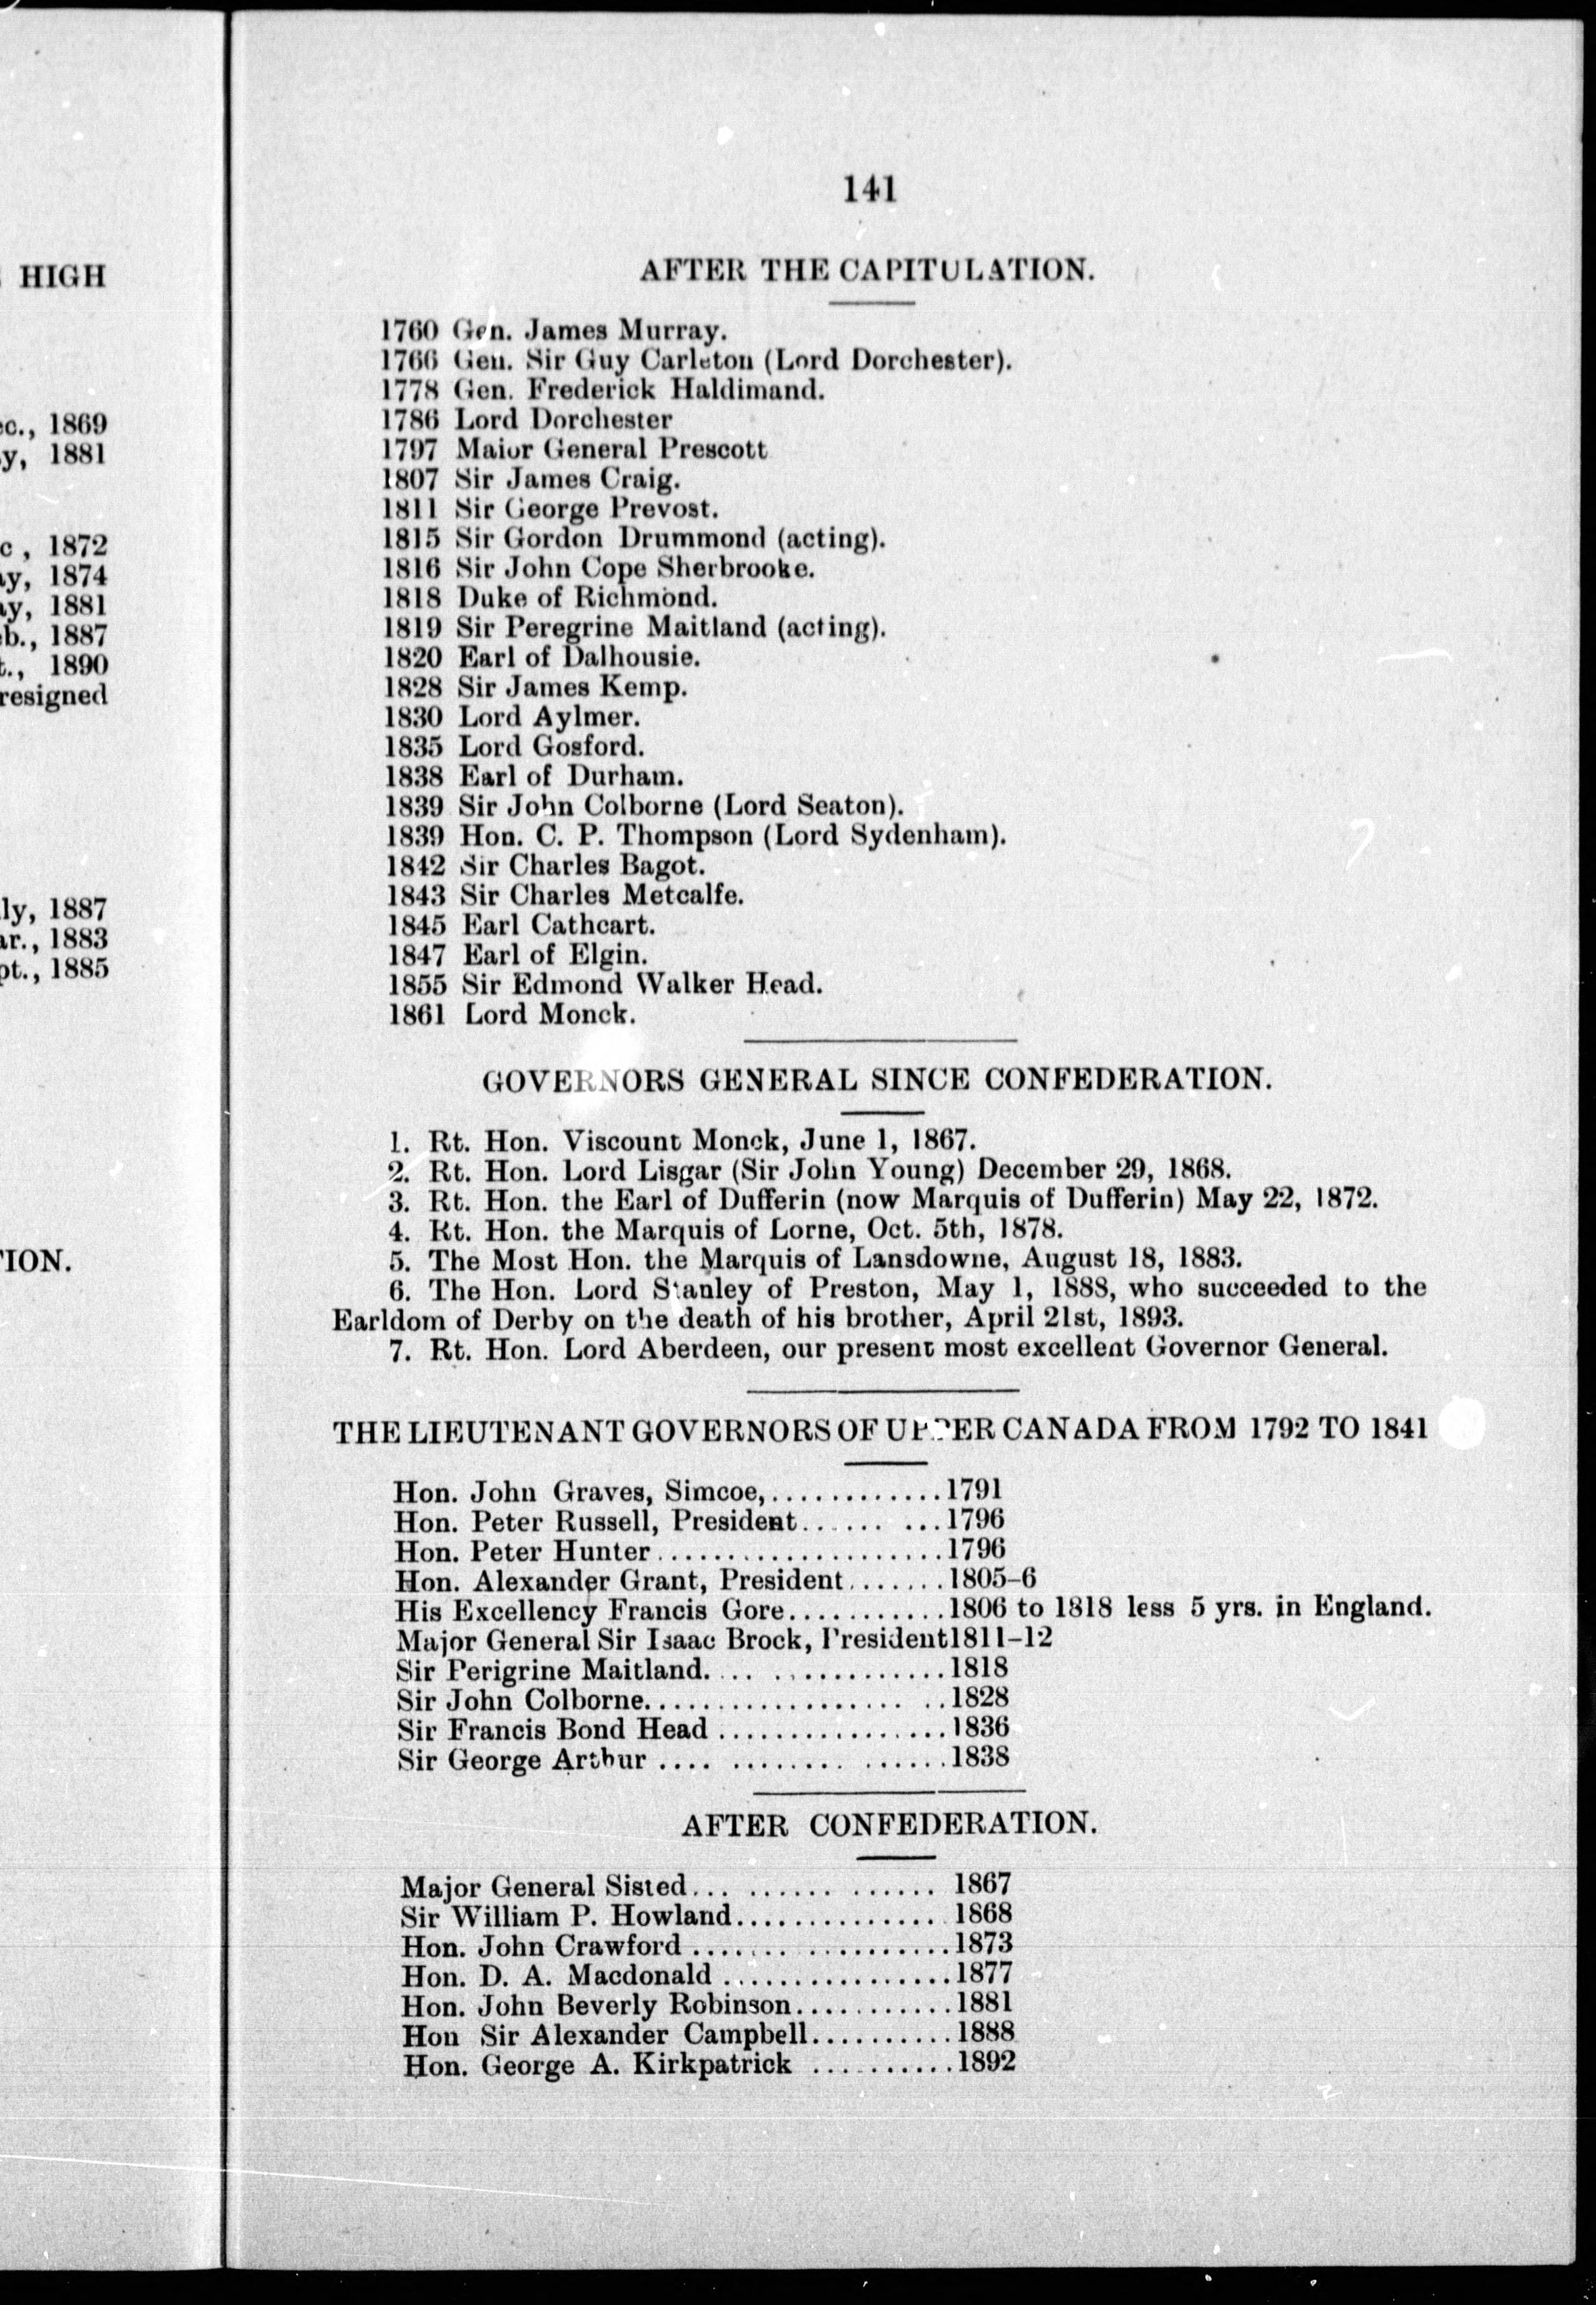 HIGH
1869
1881
1872
1874
1881
1887
1890
resigned
1887
1883
1885
141
AFTER THE CAPITULATION.
1760 Gen. James Murray.
1766 Gen. Sir Guy Carleton (Lord Dorchester).
1778 Gen. Frederick Haldimand.
1786 Lord Dorchester
1797 Maior General Prescott
1807 Sir James Craig.
1811 Sir George Prevost.
1815 Sir Gordon Drummond (acting).
1816 Sir John Cope Sherbrooke.
1818 Duke of Richmond.
1819 Sir Peregrine Maitland (acting).
1820 Earl of Dalhousie.
1828 Sir James Kemp.
1830 Lord Aylmer.
1835 Lord Gosford.
1838 Earl of Durham.
1839 Sir John Colborne (Lord Seaton).
1839 Hon. C. P. Thompson (Lord Sydenham).
1842 Sir Charles Bagot.
1843 Sir Charles Metcalfe.
1845 Earl Cathcart.
1847 Earl of Elgin.
1855 Sir Edmond Walker Head.
1861 Lord Monck.
GOVERNORS GENERAL SINCE CONFEDERATION.
1. Rt. Hon. Viscount Monck, June 1, 1867.
2. Rt. Hon. Lord Lisgar (Sir John Young) December 29, 1868.
3. Rt. Hon. the Earl of Dufferin (now Marquis of Dufferin) May 22, 1872.
4. Rt. Hon. the Marquis of Lorne, Oct. 5th, 1878.
5. The Most Hon. the Marquis of Lansdowne, August 18, 1883.
6. The Hon. Lord Stanley of Preston, May 1, 1888, who succeeded to the
Earldom of Derby on the death of his brother, April 21st, 1893.
7. Rt. Hon. Lord Aberdeen, our present most excellent Governor General.
THE LIEUTENANT GOVERNORS OF UPPER CANADA FROM 1792 TO 1841
Hon. John Graves, Simcoe,.............1791
Hon. Peter Russell, President...... ...1796
Hon. Peter Hunter....................1796
Hon. Alexander Grant, President.......1805-6
His Excellency Francis Gore...........1806 to 1818 less 5 yrs. in England.
Major General Sir Isaac Brock, President1811-12
Sir Perigrine Maitland.... ............1818
Sir John Colborne.................... ..1828
Sir Francis Bond Head ................1836
Sir George Arthur .... ........ ......1838
AFTER CONFEDERATION.
Major General Sisted... ...... ...... 1867
Sir William P. Howland.............. 1868
Hon. John Crawford ..... ..........1873
Hon. D. A. Macdonald ................1877
Hon. John Beverly Robinson...........1881
Hon Sir Alexander Campbell..........1888
Hon. George A. Kirkpatrick ..........1892